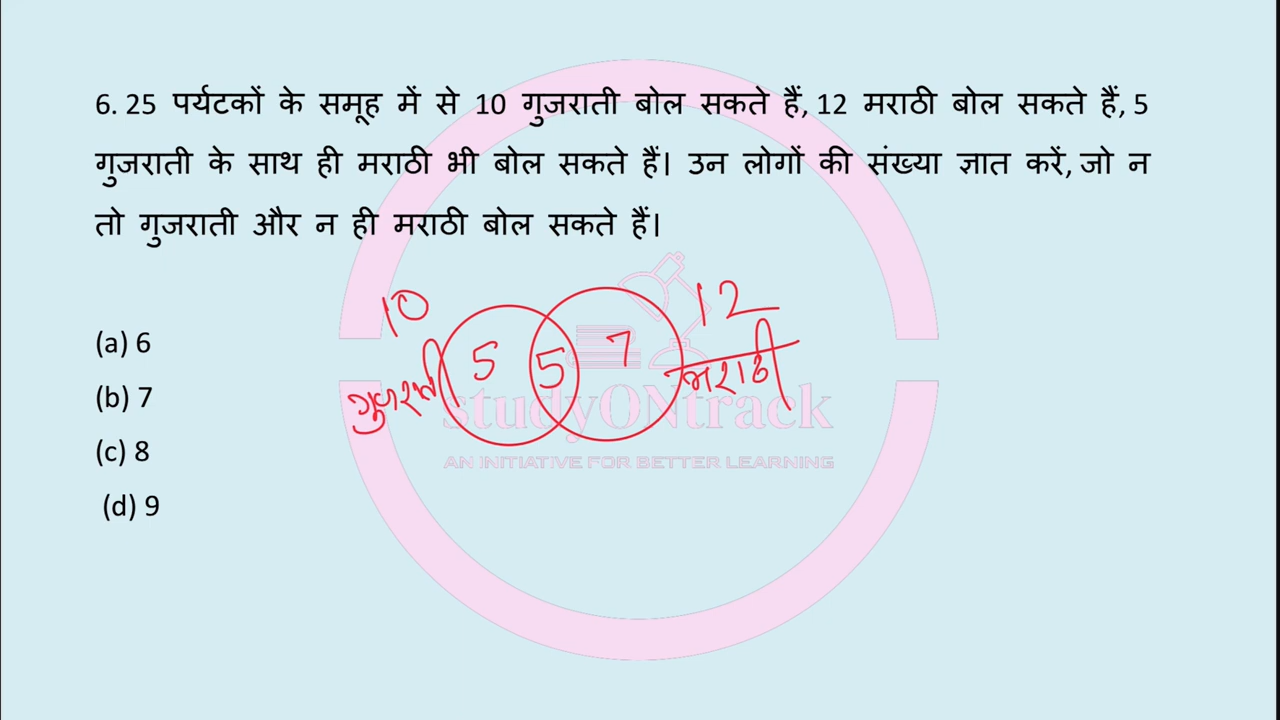 6. 25 पर्यटकों के समूह में से 10 गुजराती बोल सकते हैं, 12 मराठी बोल सकते हैं, 5
गुजराती के साथ ही मराठी भी बोल सकते हैं। उन लोगों की संख्या ज्ञात करें, जो न
तो गुजराती और न ही मराठी बोल सकते हैं।
10
12
(a) 6
5 5 7
गुजराती
मराठी
(b) 7
studyONtrack
(c) 8
AN INITIATIVE FOR BETTER LEARNING
(d) 9